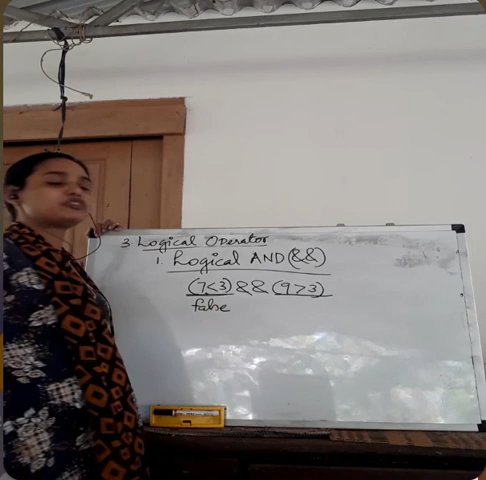 3. Logical Operator
1. Logical AND (&&)
(7<3) && (9>3)
false